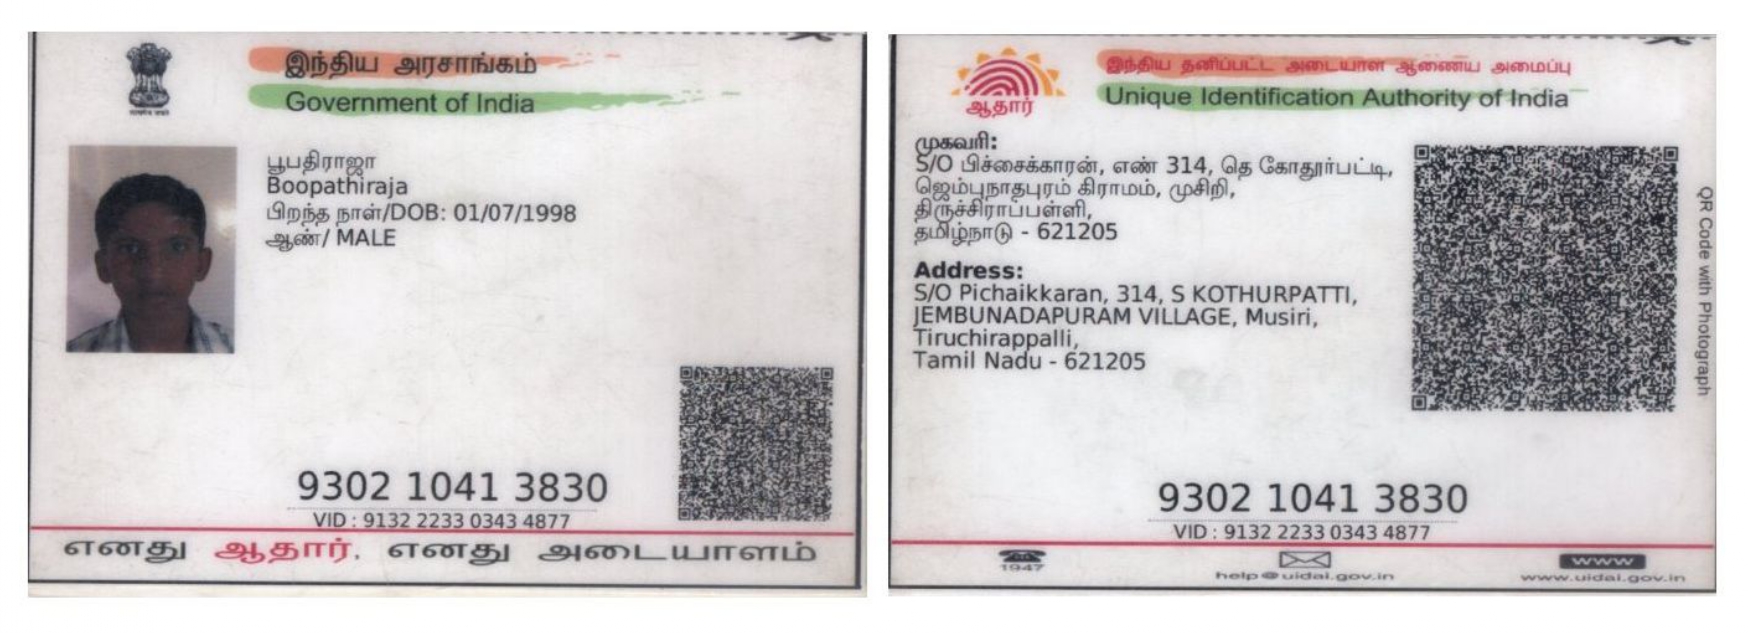 இந்திய அரசாங்கம்
Government of India
பூபதிராஜா
Boopathiraja
பிறந்த நாள்/DOB: 01/07/1998
ஆண்/ MALE
9302 1041 3830
VID : 9132 2233 0343 4877
எனது ஆதார், எனது அடையாளம்
ஆதார்
இந்திய தனிப்பட்ட அடையாள ஆணைய அமைப்பு
Unique Identification Authority of India
முகவரி:
S/O பிச்சைக்காரன், எண் 314, தெ கோதூர்பட்டி,
ஜெம்புநாதபுரம் கிராமம், முசிறி,
திருச்சிராப்பள்ளி,
தமிழ்நாடு - 621205
Address:
S/O Pichaikkaran, 314, S KOTHURPATTI,
JEMBUNADAPURAM VILLAGE, Musiri,
Tiruchirappalli,
Tamil Nadu - 621205
QR Code with Photograph
9302 1041 3830
VID : 9132 2233 0343 4877
1947
help@uidai.gov.in
www
www.uidai.gov.in